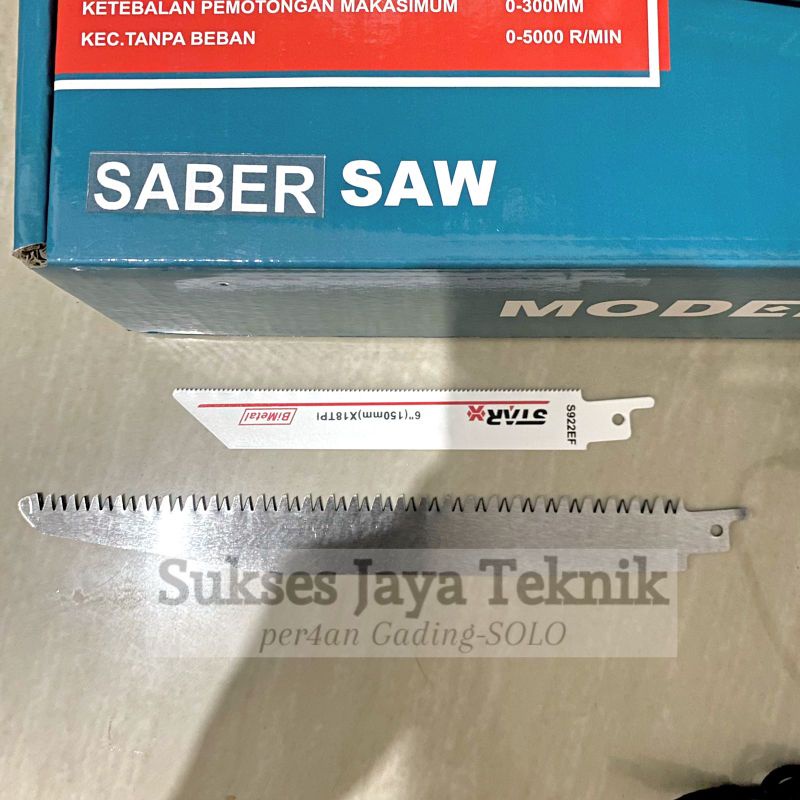 KETEBALAN PEMOTONGAN MAKASIMUM 0-300MM
KEC.TANPA BEBAN 0-5000 R/MIN
SABER SAW
MODE
STAR X
6"(150mm)X18TPI
BiMetal
S922EF
Sukses Jaya Teknik
per4an Gading-SOLO